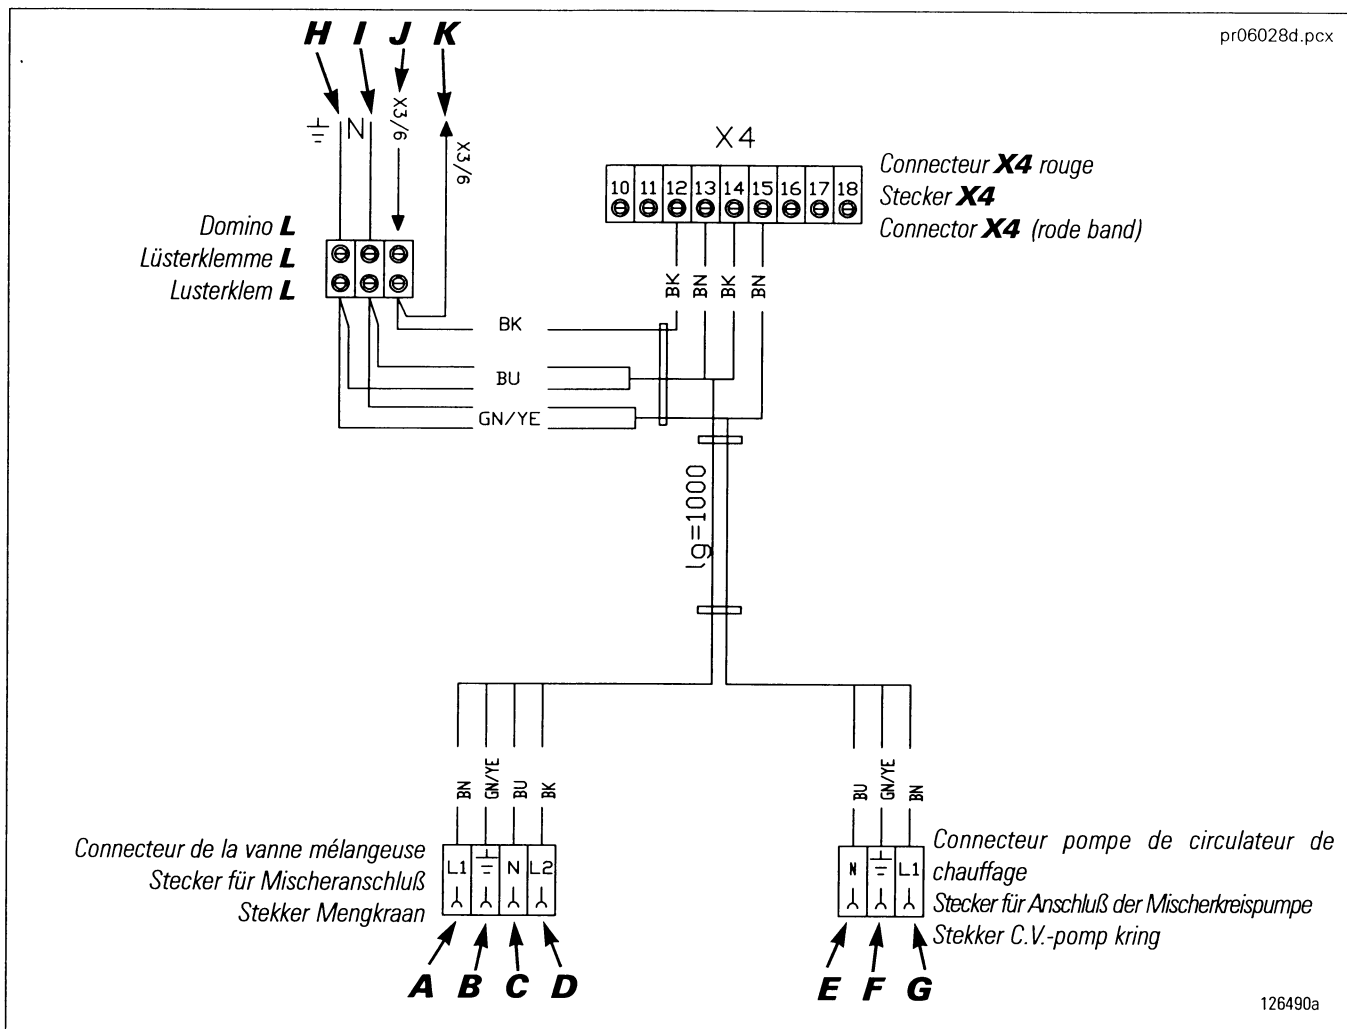 H I J K
pr06028d.pcx
N
X3/6
X3/6
X4
10 11 12 13 14 15 16 17 18
Connecteur X4 rouge
Stecker X4
Connector X4 (rode band)
Domino L
Lüsterklemme L
Lusterklem L
BK BN BK BN
BK
BU
GN/YE
lg=1000
BN GN/YE BU BK
BU GN/YE BN
Connecteur de la vanne mélangeuse
Stecker für Mischeranschluß
Stekker Mengkraan
L1 N L2
N L1
Connecteur pompe de circulateur de
chauffage
Stecker für Anschluß der Mischerkreispumpe
Stekker C.V.-pomp kring
A B C D
E F G
126490a